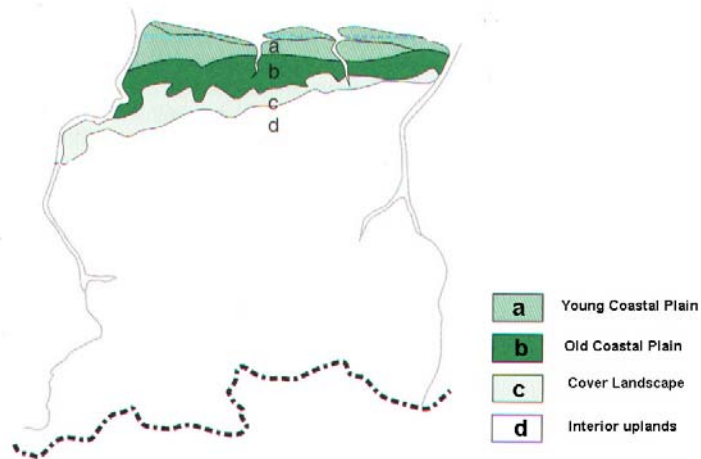 a
b
c
d
a Young Coastal Plain
b Old Coastal Plain
c Cover Landscape
d Interior uplands